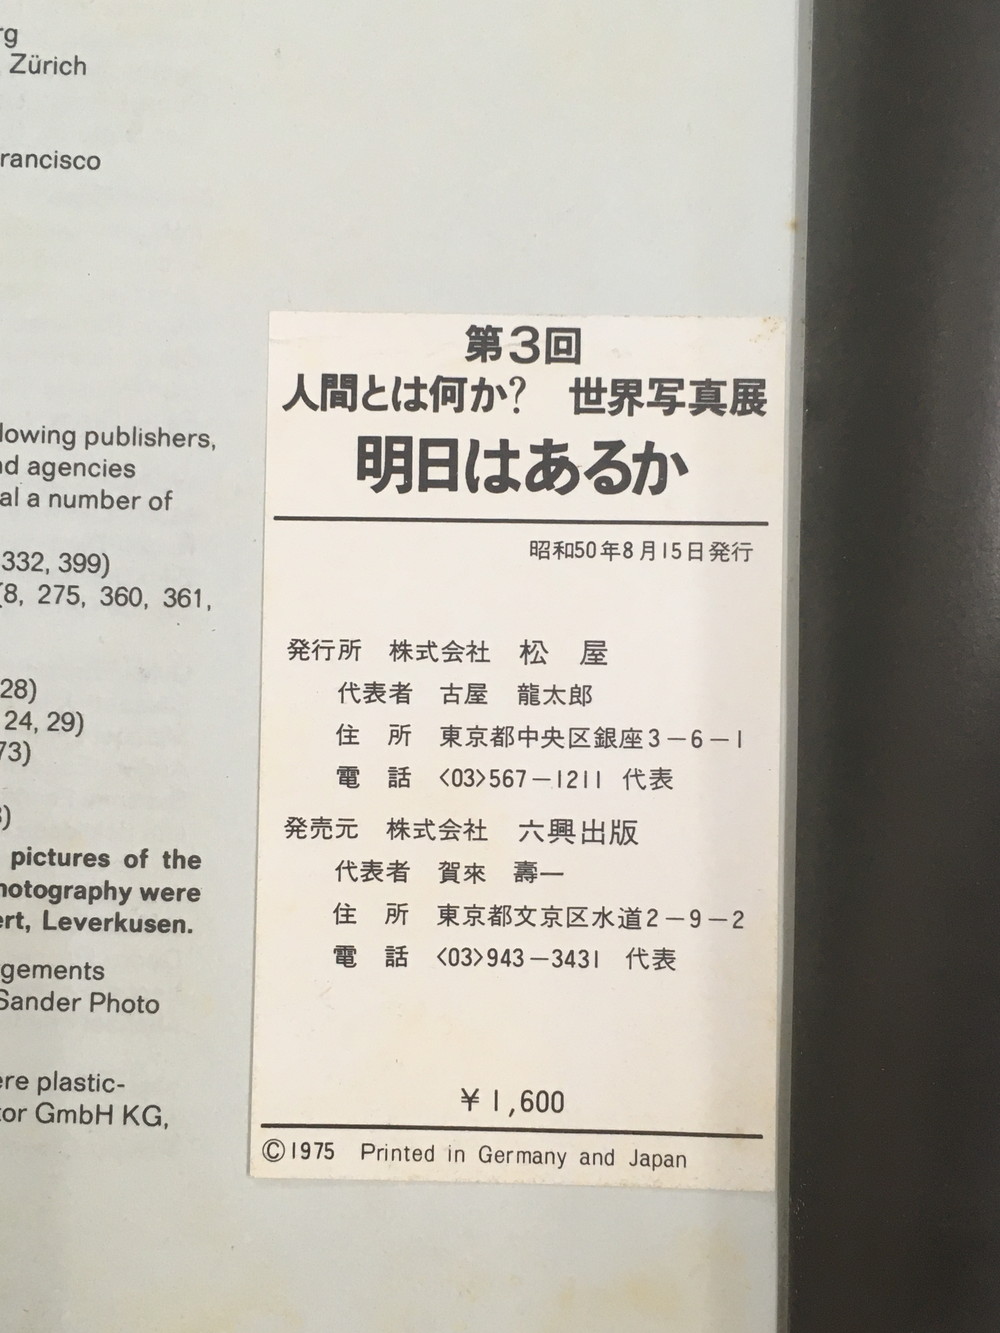 Zürich
lowing publishers,
agencies
al a number of
332, 399)
(8, 275, 360, 361,
28)
24, 29)
73)
pictures of the
hotography were
ert, Leverkusen.
gements
Sander Photo
ere plastic-
tor GmbH KG,
第3回
人間とは何か? 世界写真展
明日はあるか
昭和50年8月15日発行
発行所 株式会社 松 屋
代表者 古屋 龍太郎
住 所 東京都中央区銀座3-6-1
電 話 <03>567-1211 代表
発売元 株式会社 六興出版
代表者 賀來 壽一
住 所 東京都文京区水道2-9-2
電 話 <03>943-3431 代表
¥1,600
©1975 Printed in Germany and Japan